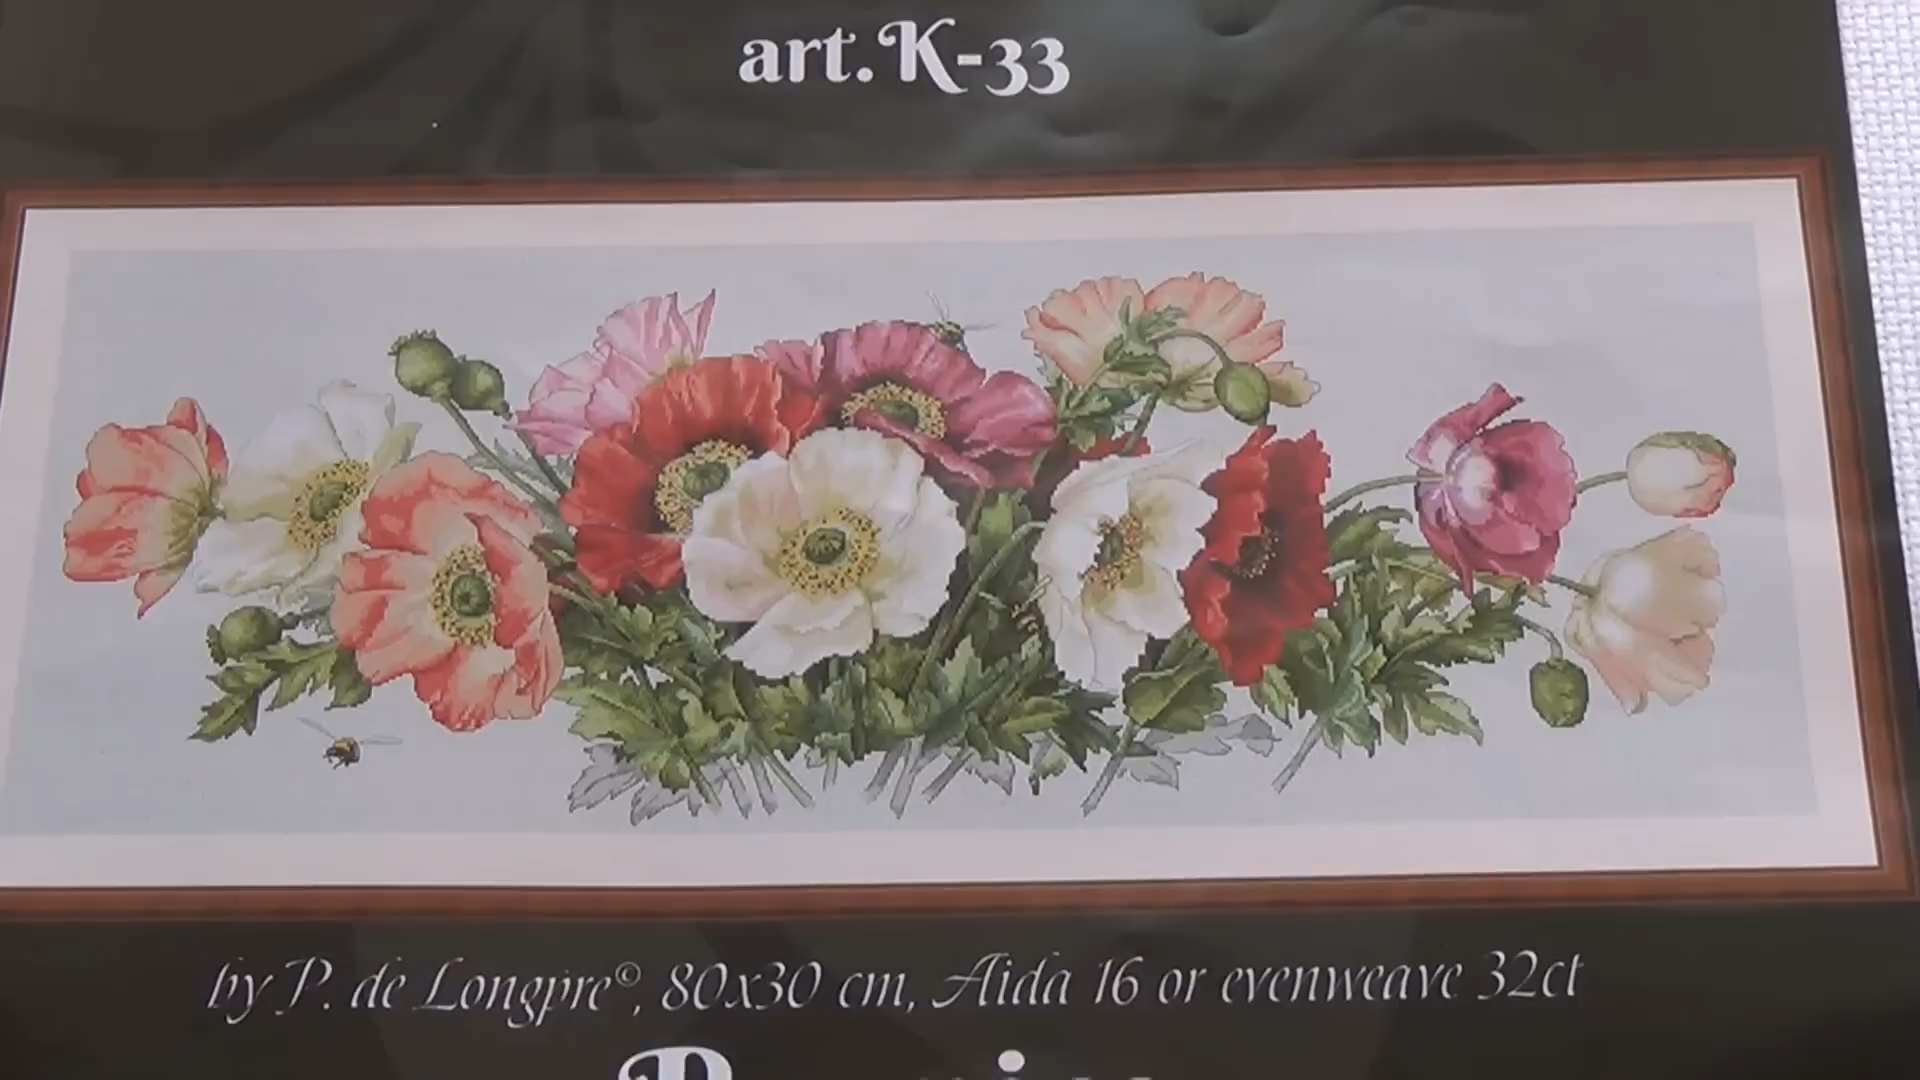 art.K-33
by P. de Longpre©, 80x30 cm, Aida 16 or evenweave 32ct